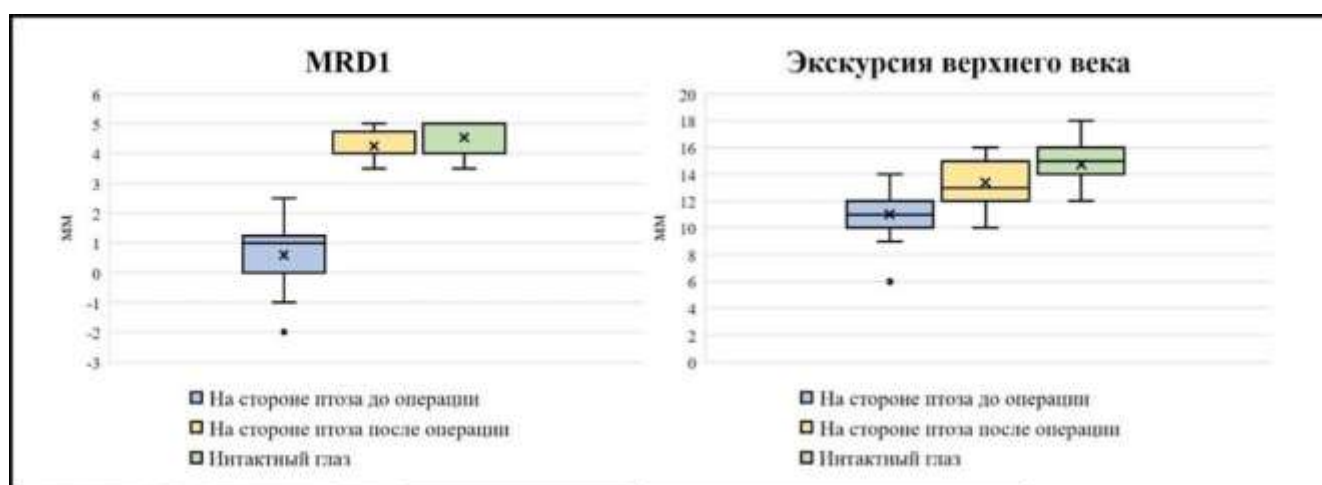 MRD1
6
5
4
3
2
1
0
-1
-2
-3
мм
На стороне птоза до операции
На стороне птоза после операции
Интактный глаз
Экскурсия верхнего века
20
18
16
14
12
10
8
6
4
2
0
мм
На стороне птоза до операции
На стороне птоза после операции
Интактный глаз